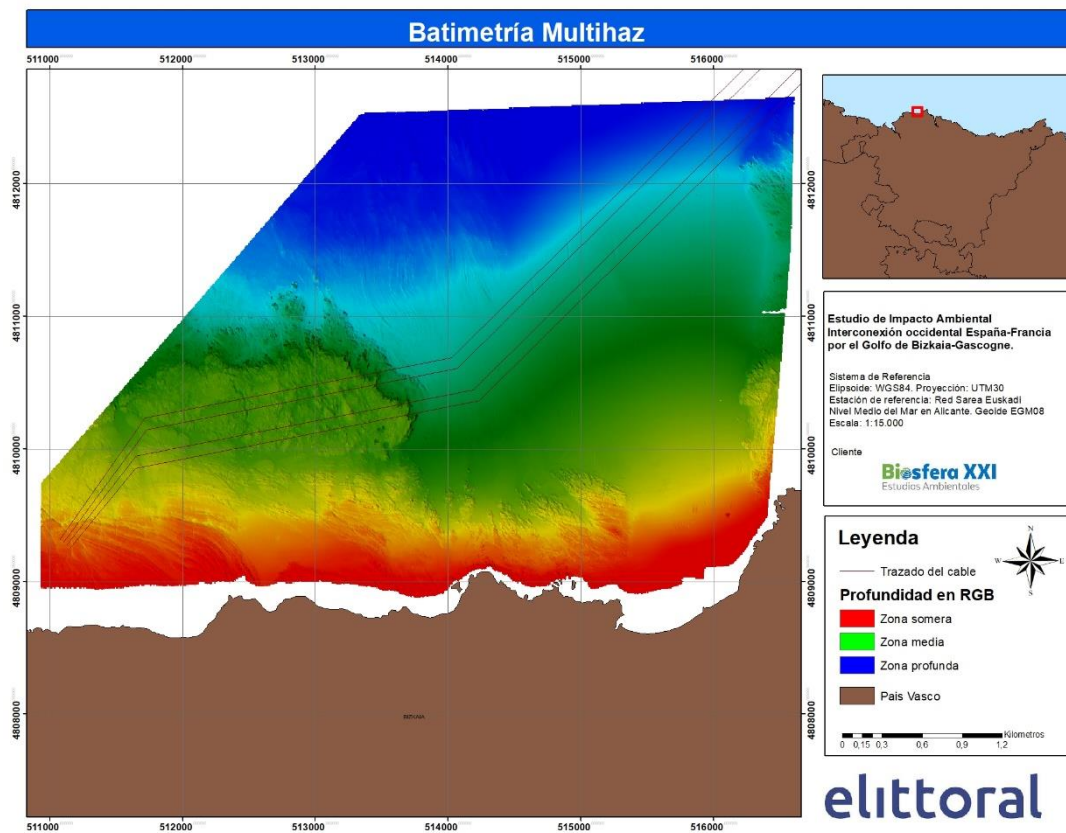 Batimetría Multihaz
511000 512000 513000 514000 515000 516000
4812000
4811000
4810000
4809000
4808000
4812000
4811000
4810000
4809000
4808000
BIZKAIA
511000 512000 513000 514000 515000 516000
Estudio de Impacto Ambiental
Interconexión occidental España-Francia
por el Golfo de Bizkaia-Gascogne.
Sistema de Referencia
Elipsoide: WGS84. Proyección: UTM30
Estación de referencia: Red Sarea Euskadi
Nivel Medio del Mar en Alicante. Geoide EGM08
Escala: 1:15.000
Cliente
Biosfera XXI
Estudios Ambientales
Leyenda
N
W E
S
Trazado del cable
Profundidad en RGB
Zona somera
Zona media
Zona profunda
Pais Vasco
Kilometros
0 0,15 0,3 0,6 0,9 1,2
elittoral